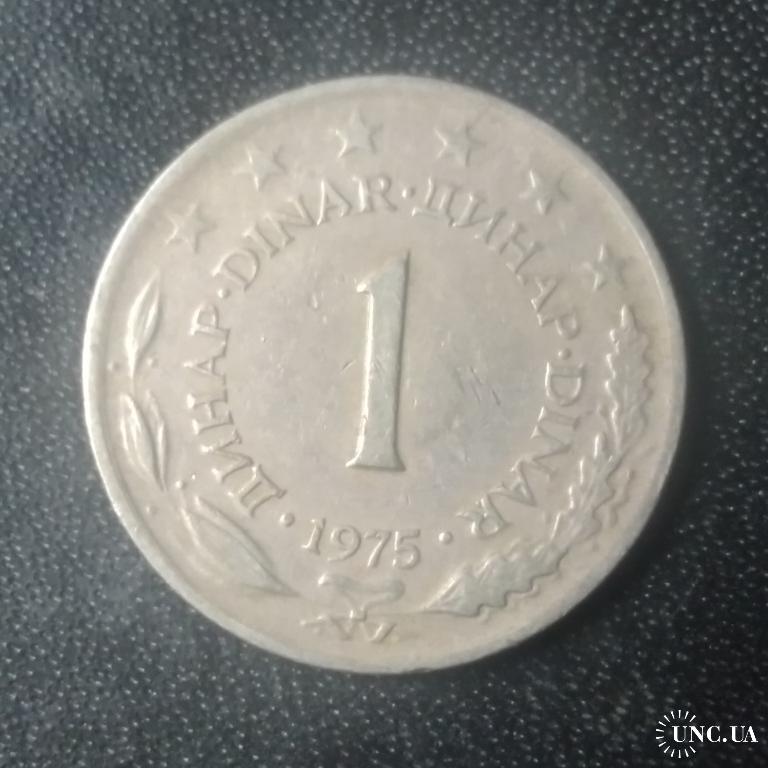 ДИНАР · DINAR · ДИНАР · DINAR
1
· 1975 ·
UNC.UA